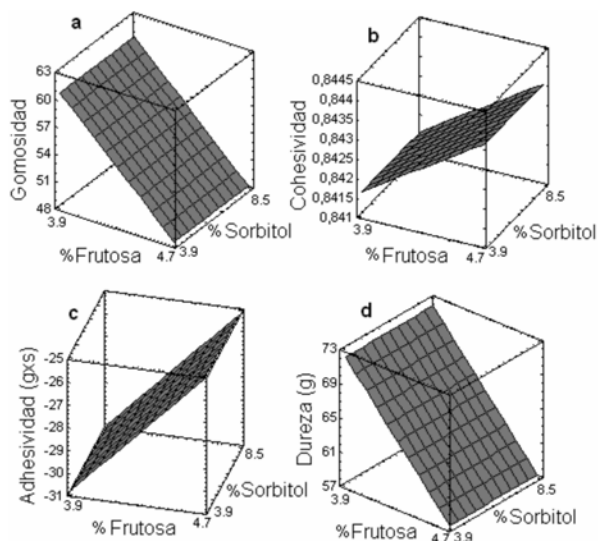 a
Gomosidad
63
60
57
54
51
48
3.9
%Frutosa
4.7
3.9
%Sorbitol
8.5
b
Cohesividad
0,8445
0,844
0,8435
0,843
0,8425
0,842
0,8415
0,841
3.9
%Frutosa
4.7
3.9
%Sorbitol
8.5
c
Adhesividad (gxs)
-25
-26
-27
-28
-29
-30
-31
3.9
%Frutosa
4.7
3.9
%Sorbitol
8.5
d
Dureza (g)
73
69
65
61
57
3.9
%Frutosa
4.7
3.9
%Sorbitol
8.5